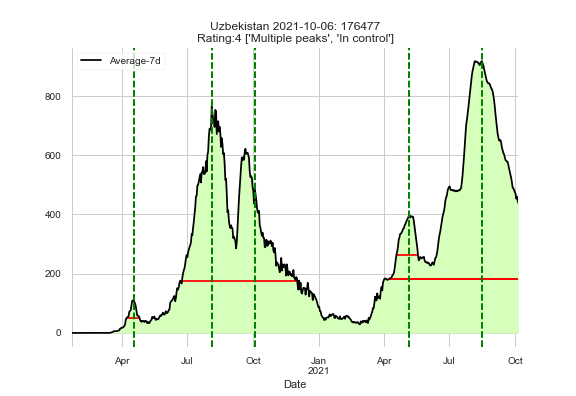 Uzbekistan 2021-10-06: 176477
Rating:4 ['Multiple peaks', 'In control']
Average-7d
800
600
400
200
0
Apr Jul Oct Jan Apr Jul Oct
2021
Date